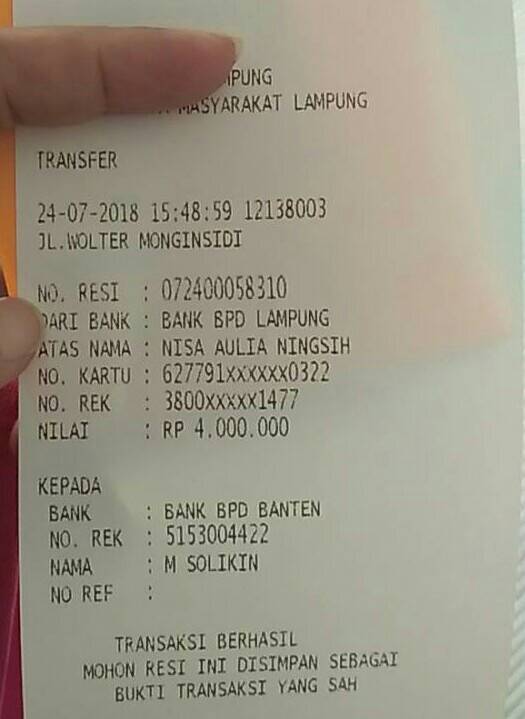 MASYARAKAT LAMPUNG
TRANSFER
24-07-2018 15:48:59 12138003
JL.WOLTER MONGINSIDI
NO. RESI : 072400058310
DARI BANK : BANK BPD LAMPUNG
ATAS NAMA : NISA AULIA NINGSIH
NO. KARTU : 627791xxxxxx0322
NO. REK : 3800xxxxx1477
NILAI : RP 4.000.000
KEPADA
BANK : BANK BPD BANTEN
NO. REK : 5153004422
NAMA : M SOLIKIN
NO REF :
TRANSAKSI BERHASIL
MOHON RESI INI DISIMPAN SEBAGAI
BUKTI TRANSAKSI YANG SAH